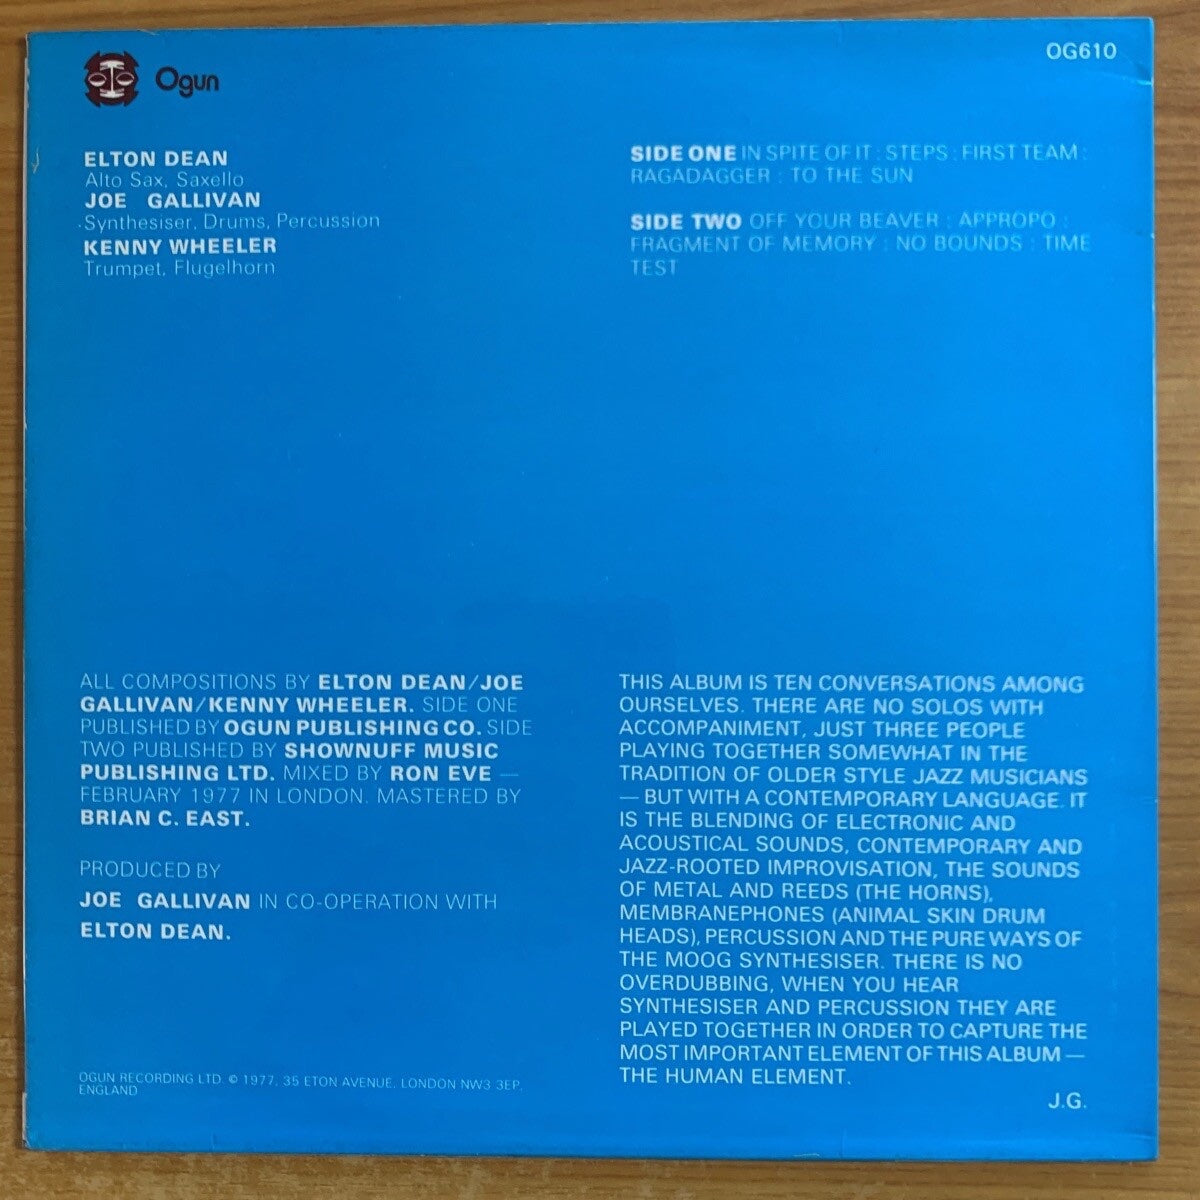 Ogun
OG610
ELTON DEAN
Alto Sax, Saxello
JOE GALLIVAN
Synthesiser, Drums, Percussion
KENNY WHEELER
Trumpet, Flugelhorn
SIDE ONE IN SPITE OF IT : STEPS : FIRST TEAM :
RAGADAGGER : TO THE SUN
SIDE TWO OFF YOUR BEAVER : APPROPO :
FRAGMENT OF MEMORY : NO BOUNDS : TIME
TEST
ALL COMPOSITIONS BY ELTON DEAN/JOE
GALLIVAN/KENNY WHEELER. SIDE ONE
PUBLISHED BY OGUN PUBLISHING CO. SIDE
TWO PUBLISHED BY SHOWNUFF MUSIC
PUBLISHING LTD. MIXED BY RON EVE —
FEBRUARY 1977 IN LONDON. MASTERED BY
BRIAN C. EAST.
PRODUCED BY
JOE GALLIVAN IN CO-OPERATION WITH
ELTON DEAN.
OGUN RECORDING LTD. © 1977, 35 ETON AVENUE, LONDON NW3 3EP,
ENGLAND
THIS ALBUM IS TEN CONVERSATIONS AMONG
OURSELVES. THERE ARE NO SOLOS WITH
ACCOMPANIMENT, JUST THREE PEOPLE
PLAYING TOGETHER SOMEWHAT IN THE
TRADITION OF OLDER STYLE JAZZ MUSICIANS
— BUT WITH A CONTEMPORARY LANGUAGE. IT
IS THE BLENDING OF ELECTRONIC AND
ACOUSTICAL SOUNDS, CONTEMPORARY AND
JAZZ-ROOTED IMPROVISATION, THE SOUNDS
OF METAL AND REEDS (THE HORNS),
MEMBRANEPHONES (ANIMAL SKIN DRUM
HEADS), PERCUSSION AND THE PURE WAYS OF
THE MOOG SYNTHESISER. THERE IS NO
OVERDUBBING, WHEN YOU HEAR
SYNTHESISER AND PERCUSSION THEY ARE
PLAYED TOGETHER IN ORDER TO CAPTURE THE
MOST IMPORTANT ELEMENT OF THIS ALBUM —
THE HUMAN ELEMENT.
J.G.